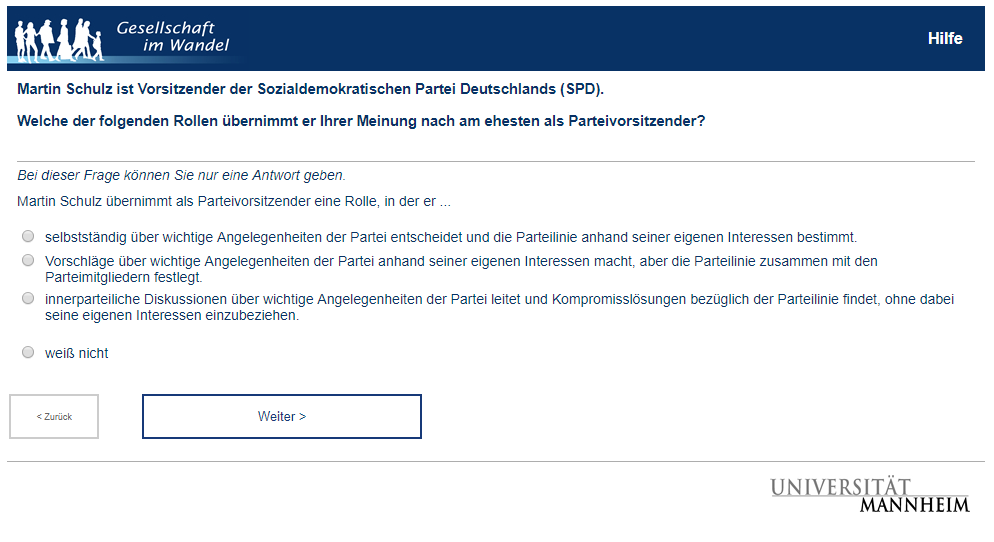 Gesellschaft
im Wandel
Hilfe
Martin Schulz ist Vorsitzender der Sozialdemokratischen Partei Deutschlands (SPD).
Welche der folgenden Rollen übernimmt er Ihrer Meinung nach am ehesten als Parteivorsitzender?
Bei dieser Frage können Sie nur eine Antwort geben.
Martin Schulz übernimmt als Parteivorsitzender eine Rolle, in der er ...
selbstständig über wichtige Angelegenheiten der Partei entscheidet und die Parteilinie anhand seiner eigenen Interessen bestimmt.
Vorschläge über wichtige Angelegenheiten der Partei anhand seiner eigenen Interessen macht, aber die Parteilinie zusammen mit den
Parteimitgliedern festlegt.
innerparteiliche Diskussionen über wichtige Angelegenheiten der Partei leitet und Kompromisslösungen bezüglich der Parteilinie findet, ohne dabei
seine eigenen Interessen einzubeziehen.
weiß nicht
< Zurück
Weiter >
UNIVERSITÄT
MANNHEIM